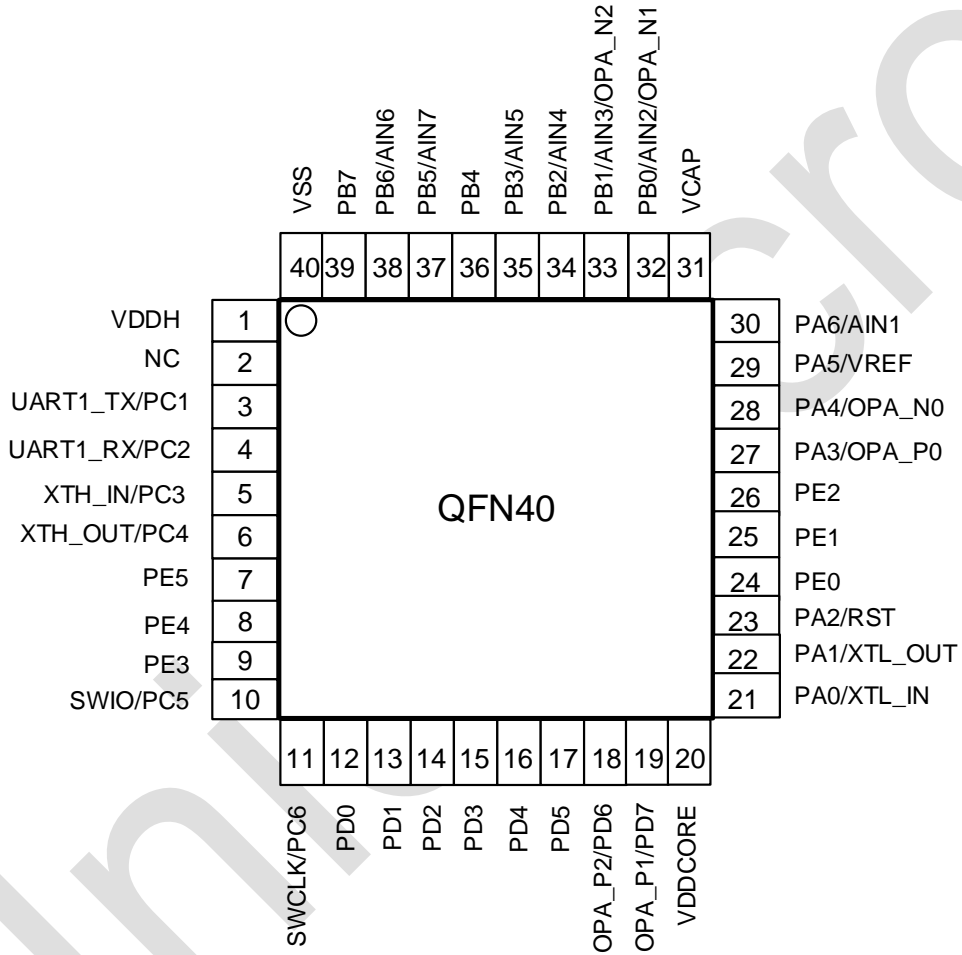 VSS
PB7
PB6/AIN6
PB5/AIN7
PB4
PB3/AIN5
PB2/AIN4
PB1/AIN3/OPA_N2
PB0/AIN2/OPA_N1
VCAP
40 39 38 37 36 35 34 33 32 31
VDDH 1
NC 2
UART1_TX/PC1 3
UART1_RX/PC2 4
XTH_IN/PC3 5
XTH_OUT/PC4 6
PE5 7
PE4 8
PE3 9
SWIO/PC5 10
QFN40
30 PA6/AIN1
29 PA5/VREF
28 PA4/OPA_N0
27 PA3/OPA_P0
26 PE2
25 PE1
24 PE0
23 PA2/RST
22 PA1/XTL_OUT
21 PA0/XTL_IN
11 12 13 14 15 16 17 18 19 20
SWCLK/PC6
PD0
PD1
PD2
PD3
PD4
PD5
OPA_P2/PD6
OPA_P1/PD7
VDDCORE